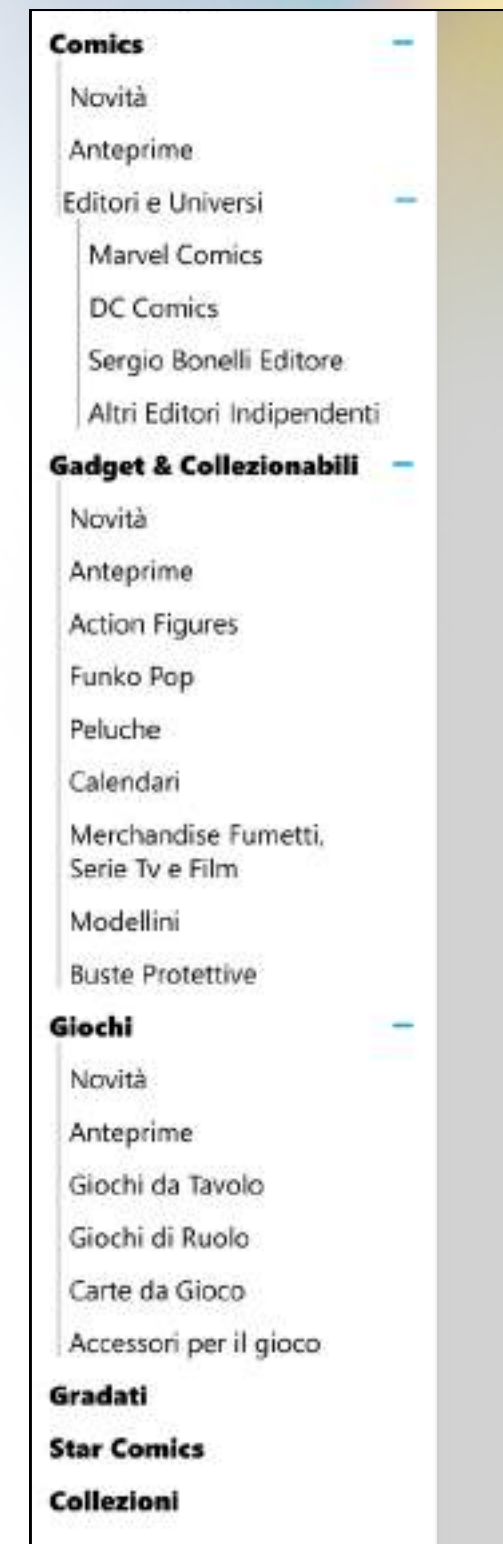 Comics
Novità
Anteprime
Editori e Universi
Marvel Comics
DC Comics
Sergio Bonelli Editore
Altri Editori Indipendenti
Gadget & Collezionabili
Novità
Anteprime
Action Figures
Funko Pop
Peluche
Calendari
Merchandise Fumetti,
Serie Tv e Film
Modellini
Buste Protettive
Giochi
Novità
Anteprime
Giochi da Tavolo
Giochi di Ruolo
Carte da Gioco
Accessori per il gioco
Gradati
Star Comics
Collezioni